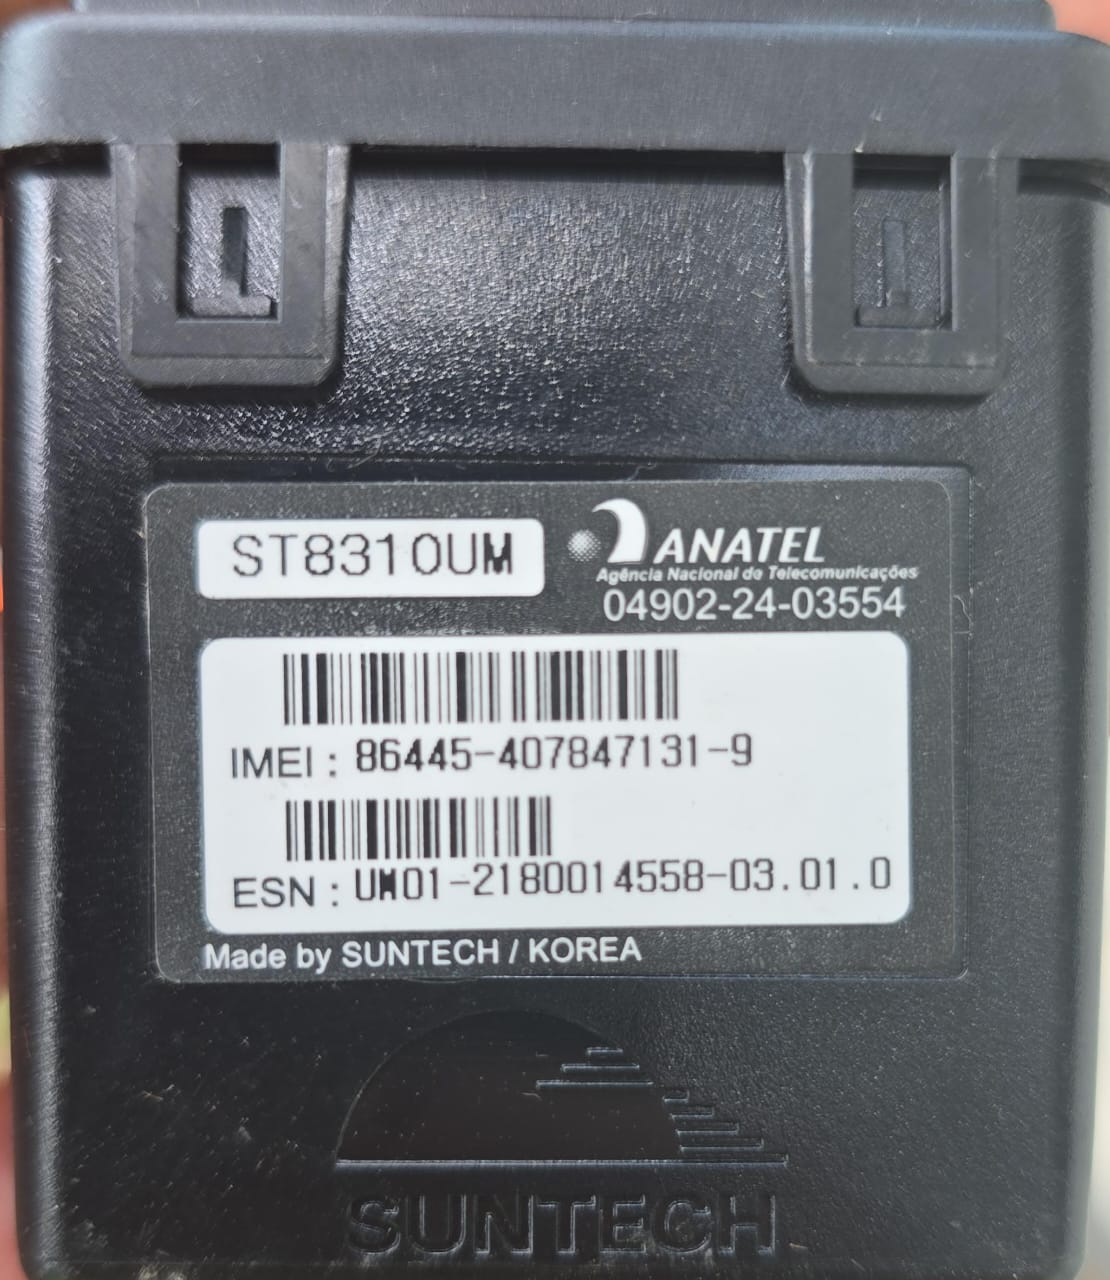 ST8310UM
ANATEL
Agência Nacional de Telecomunicações
04902-24-03554
IMEI : 86445-407847131-9
ESN : UM01-2180014558-03.01.0
Made by SUNTECH / KOREA
SUNTECH